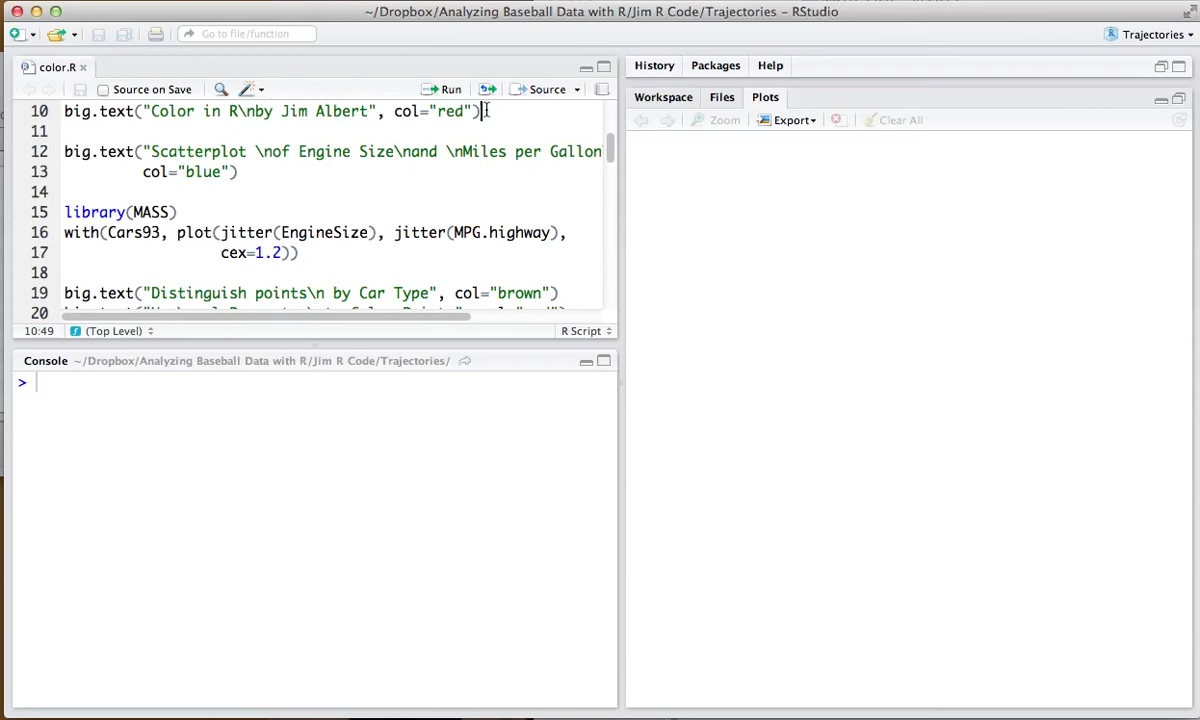 ~/Dropbox/Analyzing Baseball Data with R/Jim R Code/Trajectories - RStudio
Go to file/function
Trajectories
color.R
Source on Save
Run
Source
10 big.text("Color in R\nby Jim Albert", col="red")
11
12 big.text("Scatterplot \nof Engine Size\nand \nMiles per Gallon
13 col="blue")
14
15 library(MASS)
16 with(Cars93, plot(jitter(EngineSize), jitter(MPG.highway),
17 cex=1.2))
18
19 big.text("Distinguish points\n by Car Type", col="brown")
20
10:49 (Top Level) R Script
Console ~/Dropbox/Analyzing Baseball Data with R/Jim R Code/Trajectories/
>
History Packages Help
Workspace Files Plots
Zoom Export Clear All